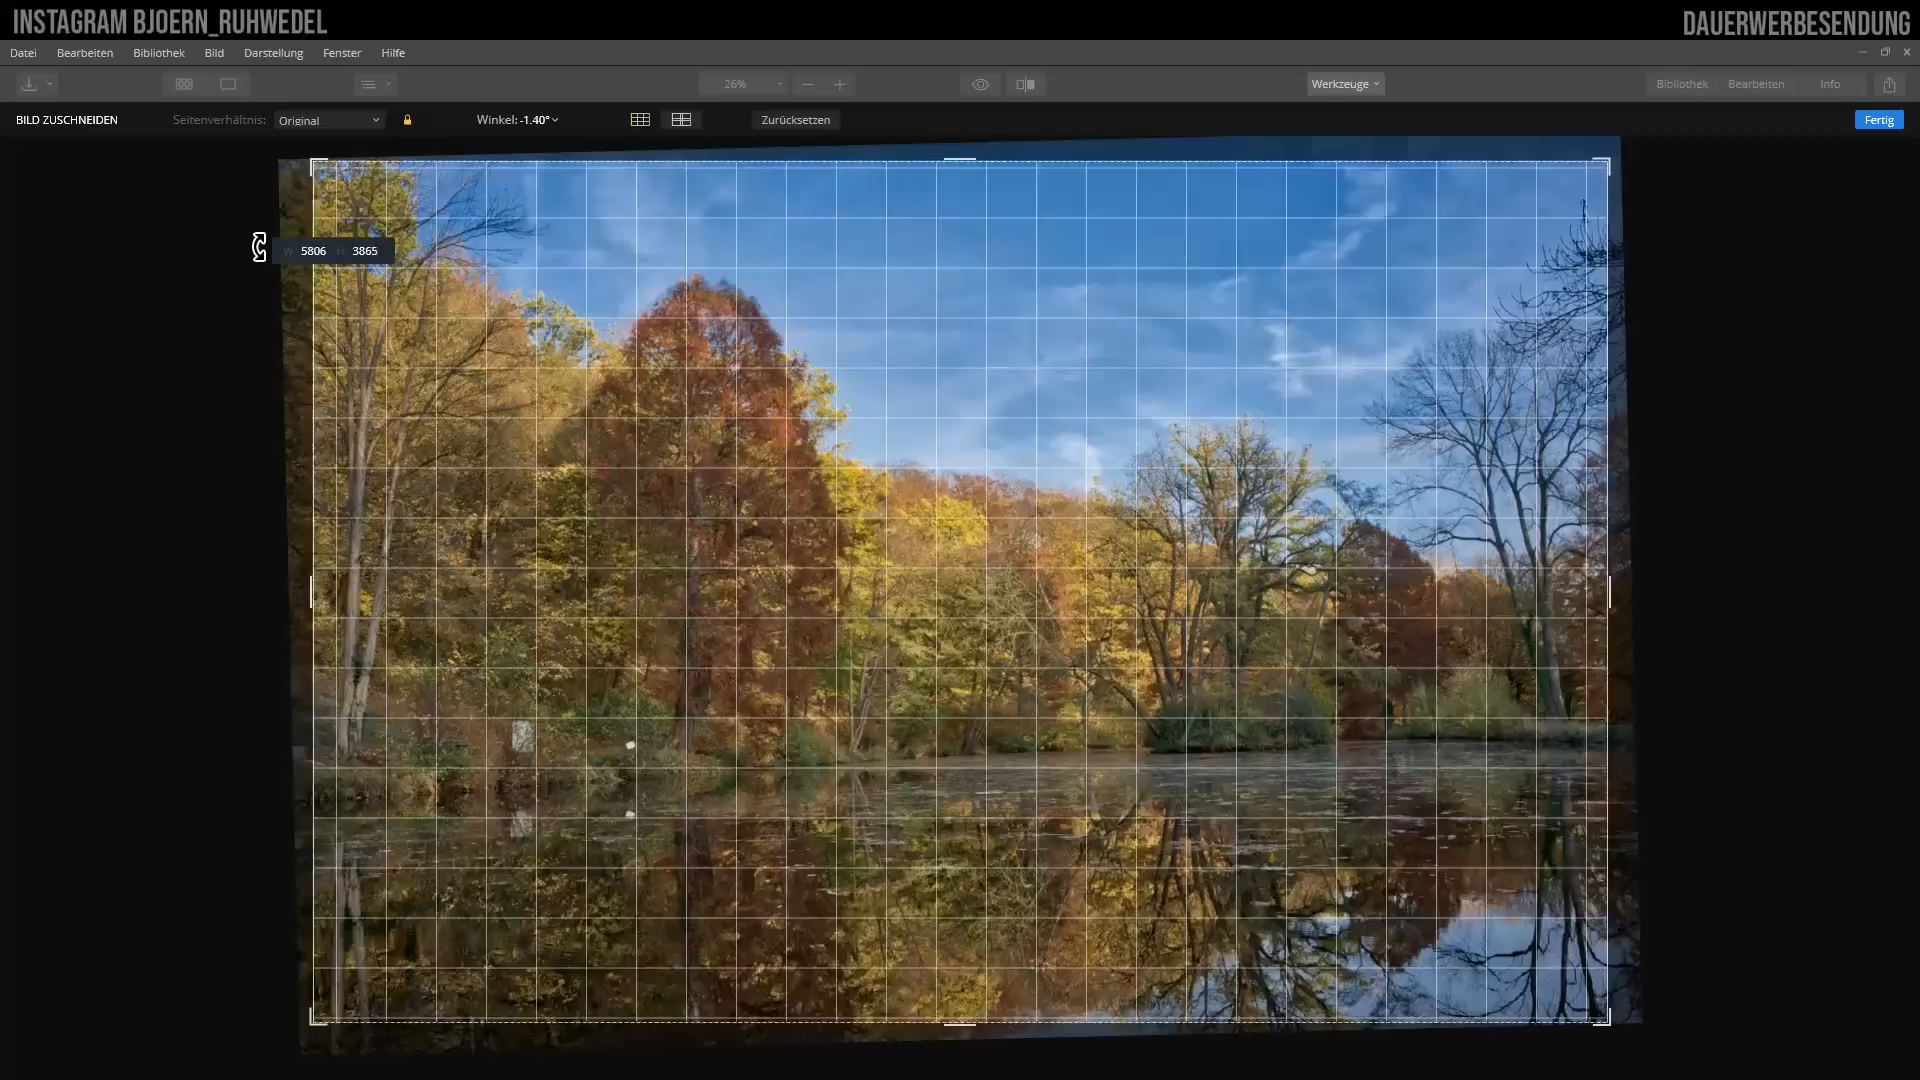 INSTAGRAM BJOERN_RUHWEDEL
DAUERWERBESENDUNG
Datei Bearbeiten Bibliothek Bild Darstellung Fenster Hilfe
26% Werkzeuge Bibliothek Bearbeiten Info
BILD ZUSCHNEIDEN Seitenverhältnis: Original Winkel: -1.40° Zurücksetzen Fertig
W 5806 H 3865